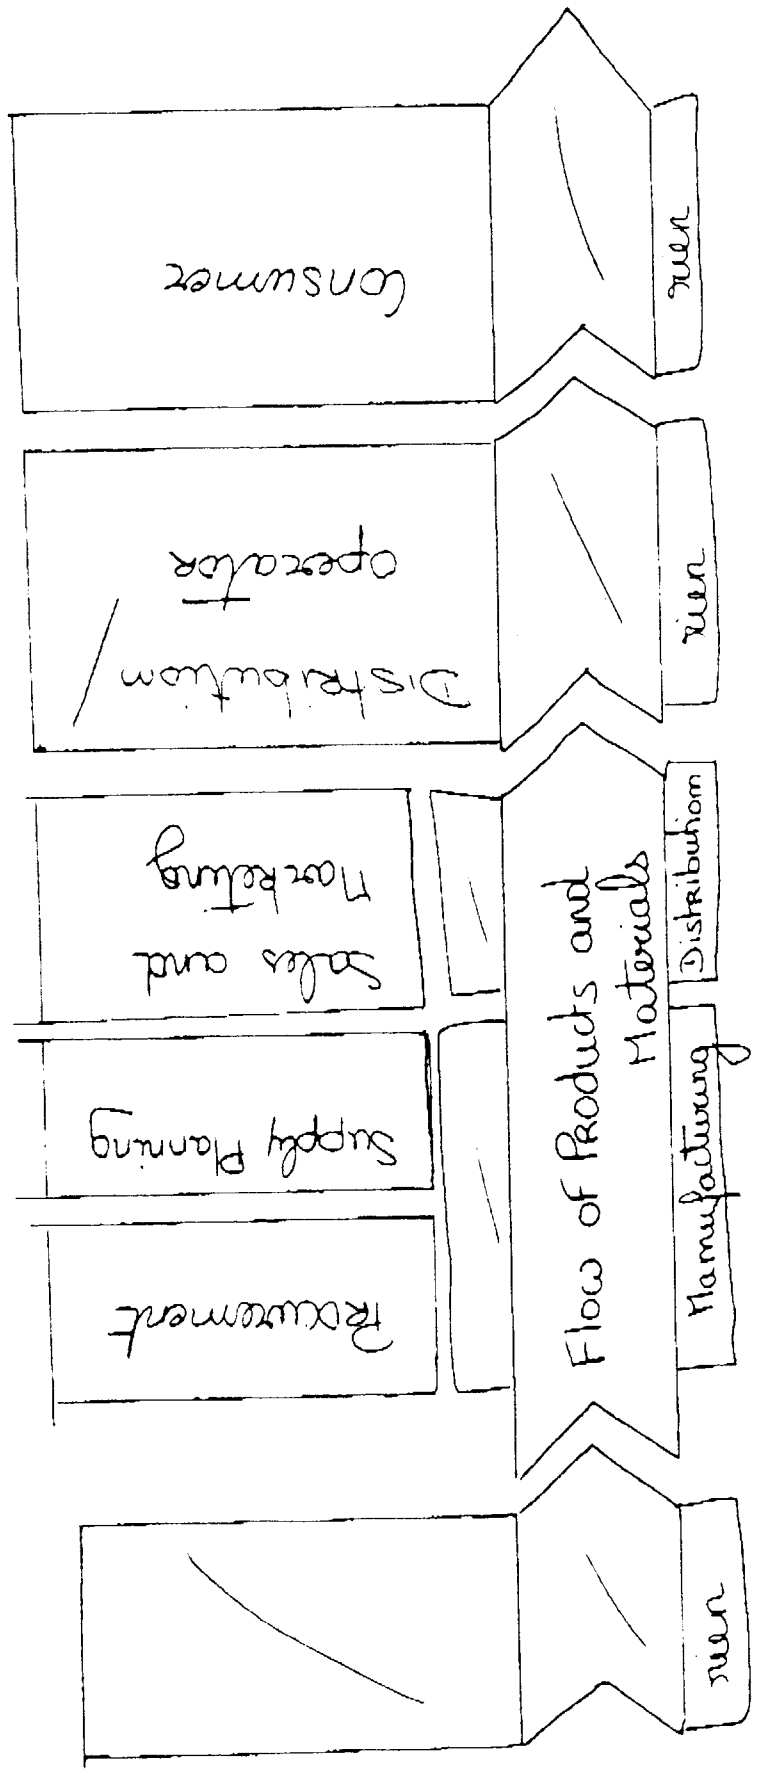 Procurement
Supply Planning
Sales and
Marketing
Distribution
operator
Consumer
Flow of Products and
Materials
rien
Manufacturing
Distribution
rien
rien